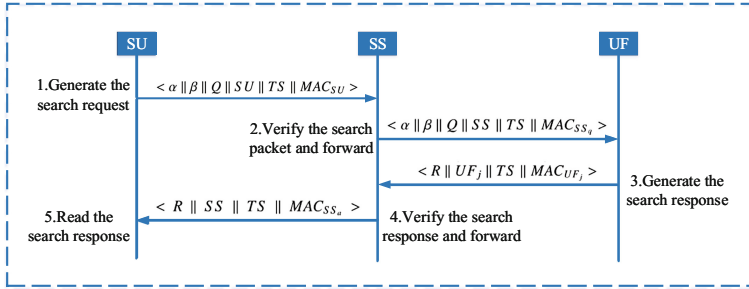 SU SS UF
1.Generate the
search request
< α || β || Q || SU || TS || MAC_SU >
2.Verify the search
packet and forward
< α || β || Q || SS || TS || MAC_SS_q >
< R || UF_j || TS || MAC_UF_j >
3.Generate the
search response
< R || SS || TS || MAC_SS_a >
4.Verify the search
response and forward
5.Read the
search response